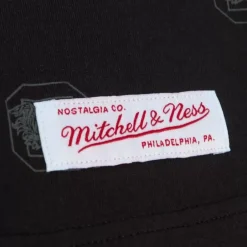 NOSTALGIA CO.
Mitchell & Ness
PHILADELPHIA, PA.